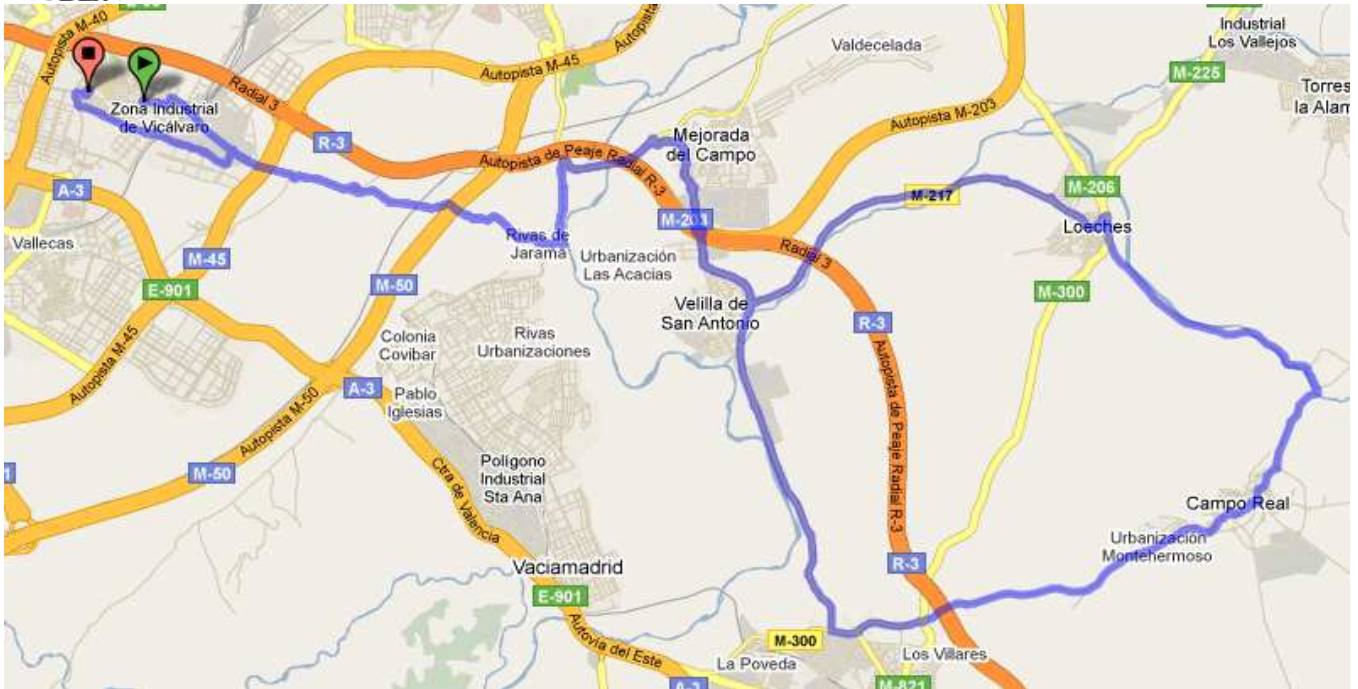 Autopista M-40
Radial 3
Zona Industrial
de Vicálvaro
R-3
A-3
Vallecas
M-45
E-901
Autopista M-45
Autopista M-45
Autopista de Peaje Radial R-3
M-50
Rivas de
Jarama
Urbanización
Las Acacias
Mejorada
del Campo
Valdecelada
Industrial
Los Vallejos
M-225
Torres
la Alam
Autopista M-203
M-203
M-217
M-206
Loeches
M-300
Radial 3
R-3
Velilla de
San Antonio
Colonia
Covibar
Rivas
Urbanizaciones
A-3
Pablo
Iglesias
Autopista M-50
M-50
Ctra de Valencia
Polígono
Industrial
Sta Ana
Autopista de Peaje Radial R-3
Campo Real
Urbanización
Montehermoso
R-3
Vaciamadrid
E-901
Autovia del Este
M-300
La Poveda
Los Villares
A-3
M-821